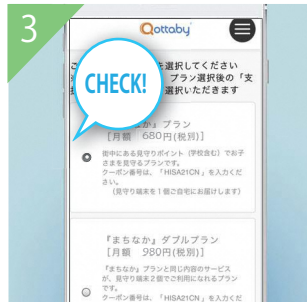 3
Qottaby
を選択してください
CHECK!
プラン選択後の「支
選択いただきます
なか』プラン
[月額 680円(税別)]
街中にある見守りポイント(学校含む)でお子
さまを見守るプランです。
クーポン番号は、「HISA21CN 」を入力くだ
さい。
(見守り端末を1個ご自宅にお届けします)
『まちなか』ダブルプラン
[月額 980円(税別)]
『まちなか』プランと同じ内容のサービス
が、見守り端末2個でご利用になれるプラン
です。
クーポン番号は、「HISA21CN 」を入力くだ